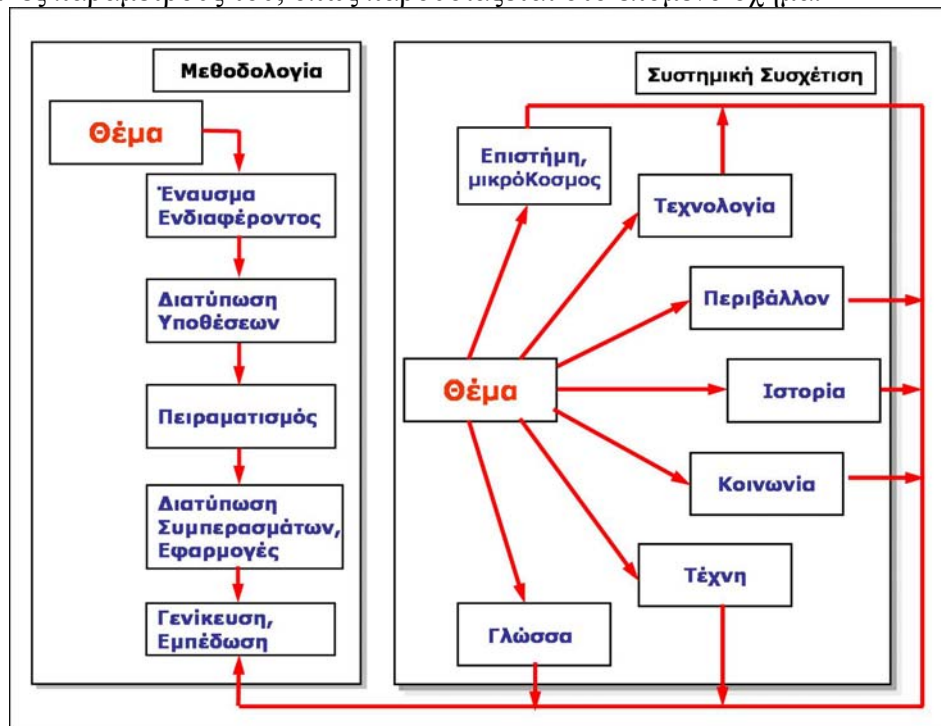 Μεθοδολογία
Θέμα
Έναυσμα
Ενδιαφέροντος
Διατύπωση
Υποθέσεων
Πειραματισμός
Διατύπωση
Συμπερασμάτων,
Εφαρμογές
Γενίκευση,
Εμπέδωση
Συστημική Συσχέτιση
Επιστήμη,
μικρόΚοσμος
Τεχνολογία
Περιβάλλον
Θέμα
Ιστορία
Κοινωνία
Τέχνη
Γλώσσα